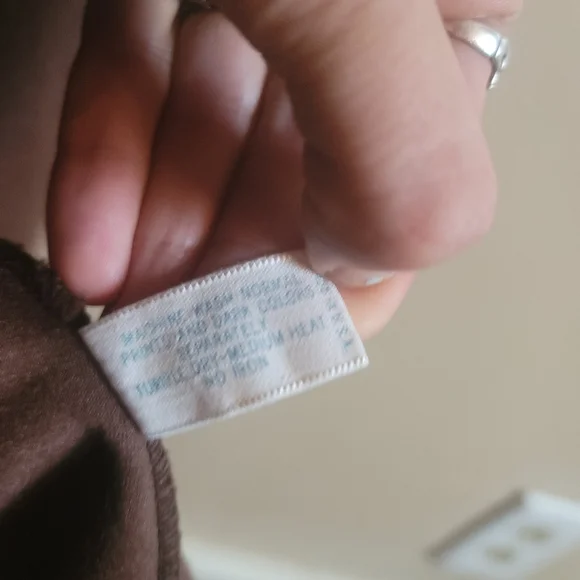 MACHINE WASH NORMAL
PRINTS AND DARK COLORS
SEPARATELY
TUMBLE DRY-MEDIUM HEAT
NO IRON